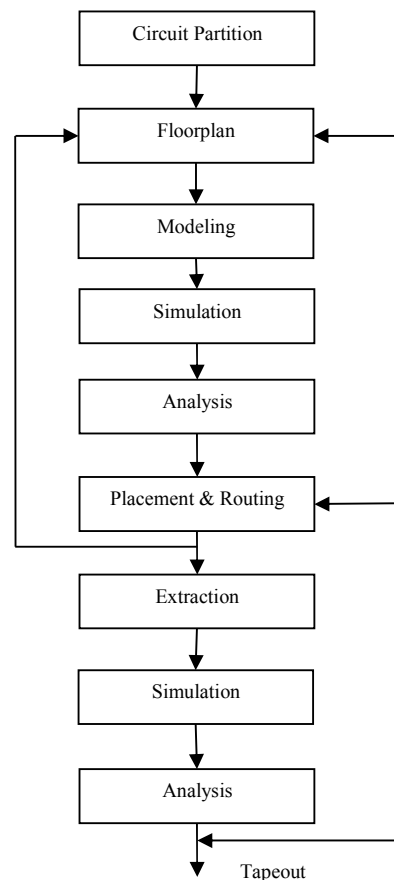 Circuit Partition
Floorplan
Modeling
Simulation
Analysis
Placement & Routing
Extraction
Simulation
Analysis
Tapeout